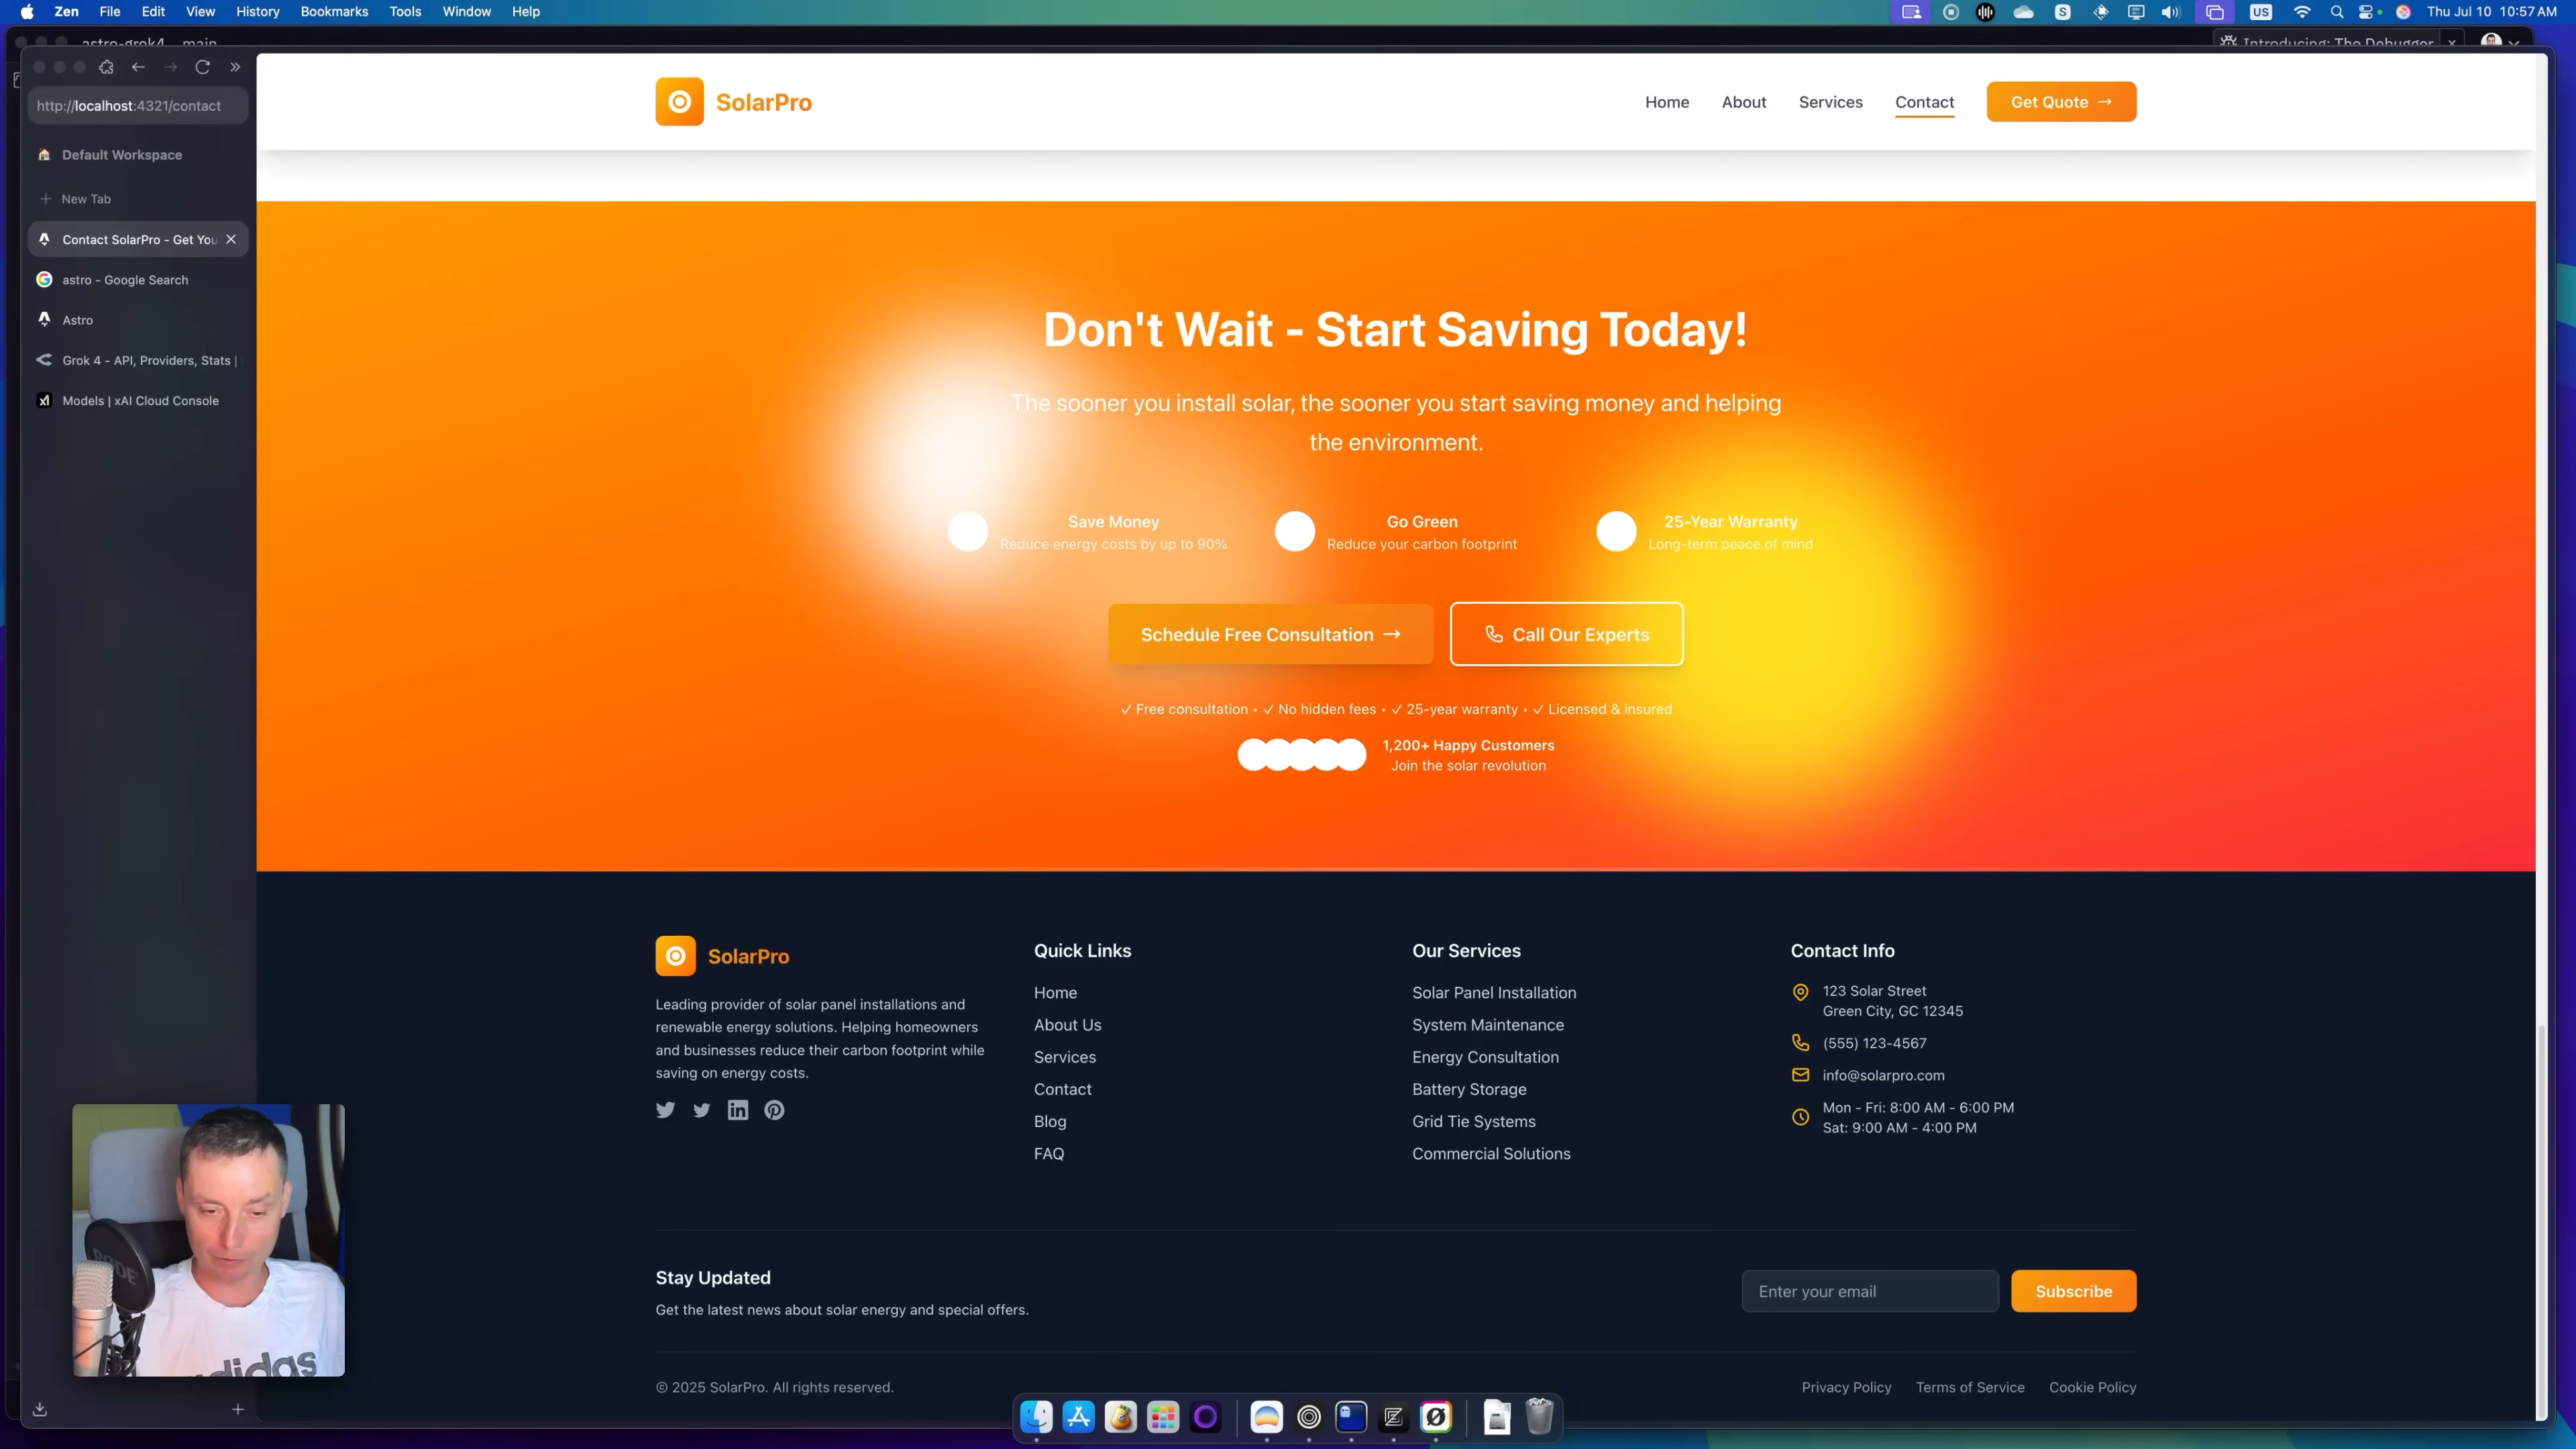 Zen File Edit View History Bookmarks Tools Window Help
S US Thu Jul 10 10:57 AM
astro-grok4 main
Introducing: The Debugger
http://localhost:4321/contact
Default Workspace
New Tab
Contact SolarPro - Get You
astro - Google Search
Astro
Grok 4 - API, Providers, Stats |
Models | xAI Cloud Console
SolarPro
Home About Services Contact Get Quote →
Don't Wait - Start Saving Today!
The sooner you install solar, the sooner you start saving money and helping
the environment.
Save Money
Reduce energy costs by up to 90%
Go Green
Reduce your carbon footprint
25-Year Warranty
Long-term peace of mind
Schedule Free Consultation →
Call Our Experts
✓ Free consultation • ✓ No hidden fees • ✓ 25-year warranty • ✓ Licensed & insured
1,200+ Happy Customers
Join the solar revolution
SolarPro
Leading provider of solar panel installations and
renewable energy solutions. Helping homeowners
and businesses reduce their carbon footprint while
saving on energy costs.
Quick Links
Home
About Us
Services
Contact
Blog
FAQ
Our Services
Solar Panel Installation
System Maintenance
Energy Consultation
Battery Storage
Grid Tie Systems
Commercial Solutions
Contact Info
123 Solar Street
Green City, GC 12345
(555) 123-4567
info@solarpro.com
Mon - Fri: 8:00 AM - 6:00 PM
Sat: 9:00 AM - 4:00 PM
Stay Updated
Get the latest news about solar energy and special offers.
Enter your email
Subscribe
© 2025 SolarPro. All rights reserved.
Privacy Policy Terms of Service Cookie Policy
RODE
adidas